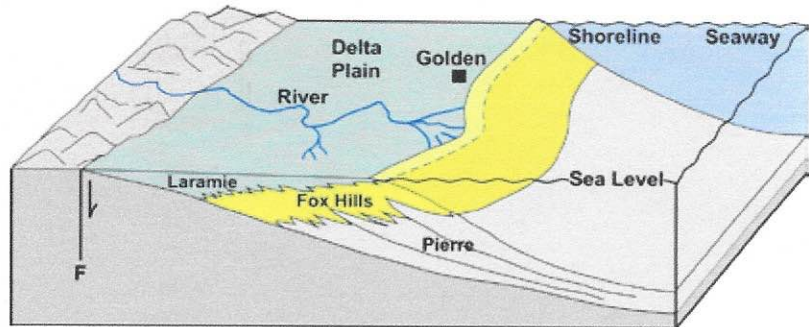 Delta
Plain
Golden
Shoreline
Seaway
River
Laramie
Sea Level
Fox Hills
Pierre
F